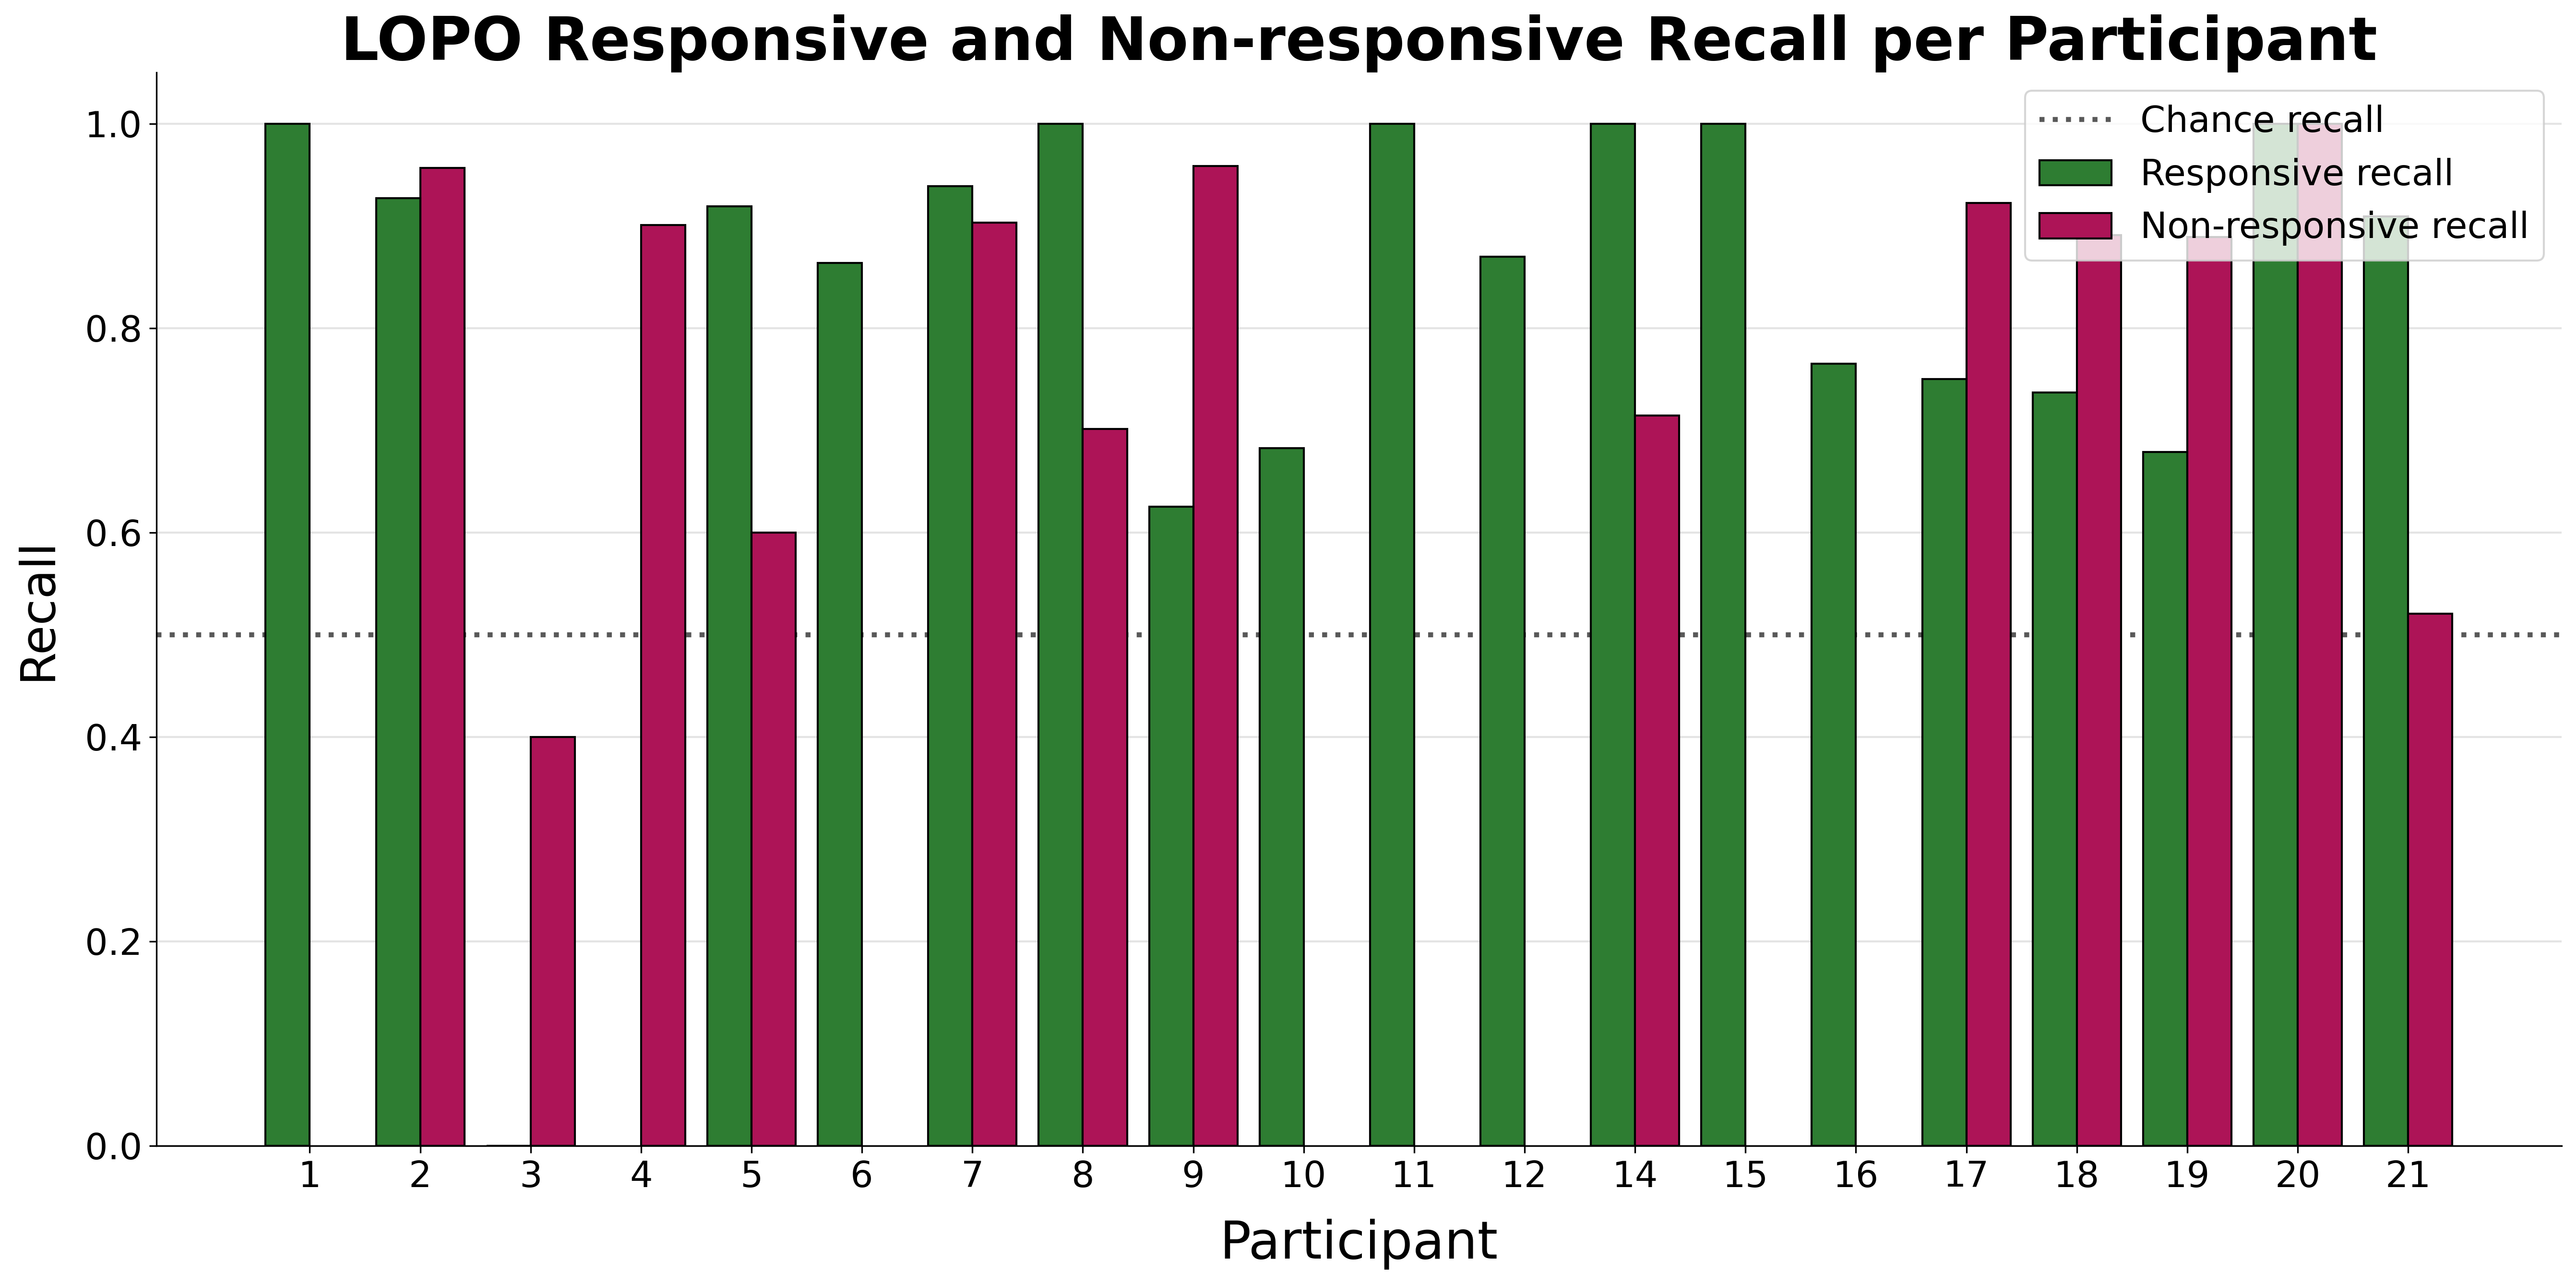 LOPO Responsive and Non-responsive Recall per Participant
Chance recall
Responsive recall
Non-responsive recall
1.0
0.8
0.6
0.4
0.2
0.0
Recall
1 2 3 4 5 6 7 8 9 10 11 12 14 15 16 17 18 19 20 21
Participant